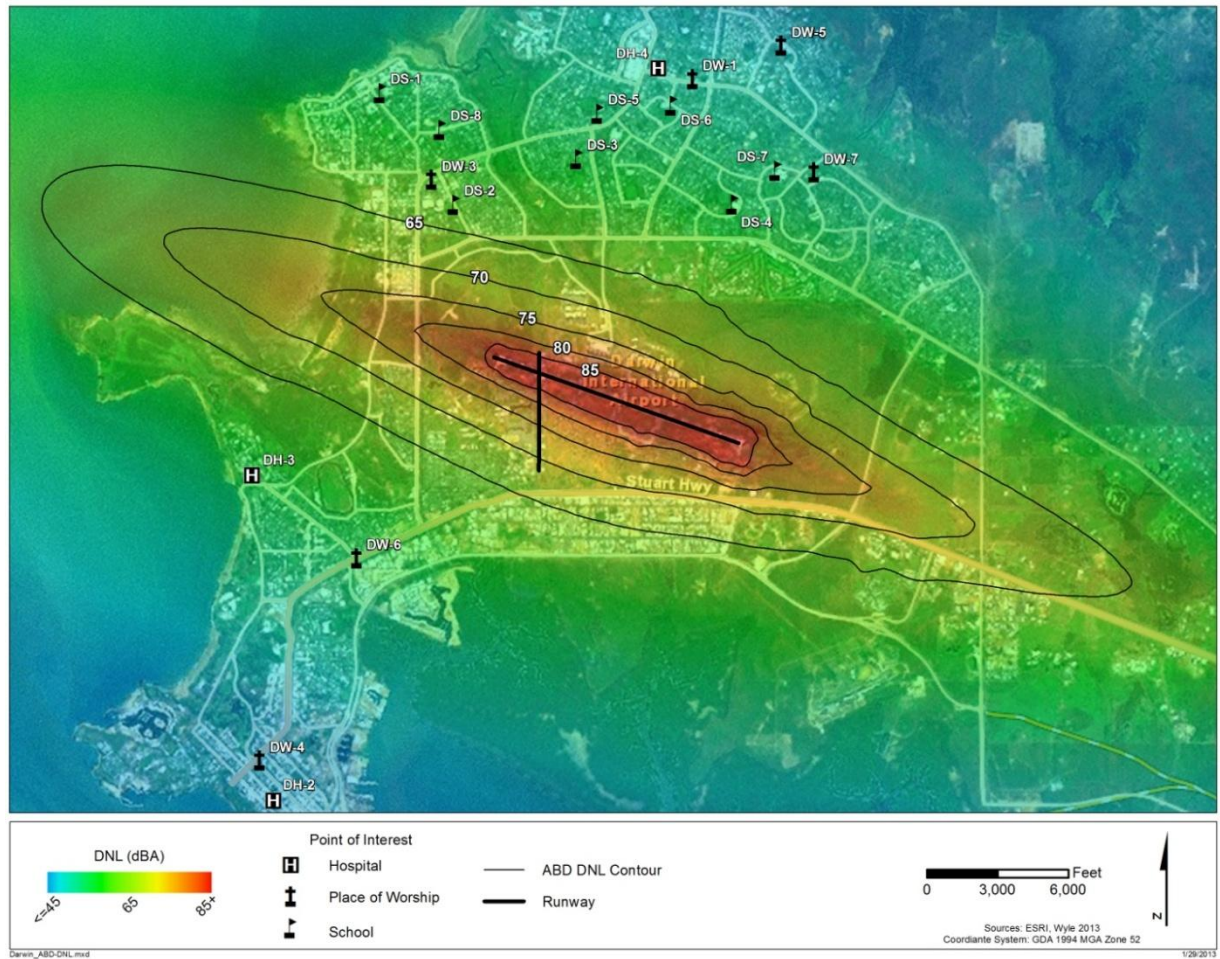 DW-5
DH-4
H
DW-1
DS-1
DS-5
DS-6
DS-8
DS-3
DW-3
DS-7
DW-7
DS-2
DS-4
65
70
75
80
85
Darwin
International
Airport
DH-3
H
Stuart Hwy
DW-6
DW-4
DH-2
H
Point of Interest
DNL (dBA)
<=45
65
85+
H Hospital
Place of Worship
School
ABD DNL Contour
Runway
Feet
0 3,000 6,000
N
Sources: ESRI, Wyle 2013
Coordiante System: GDA 1994 MGA Zone 52
Darwin_ABD-DNL.mxd
1/29/2013